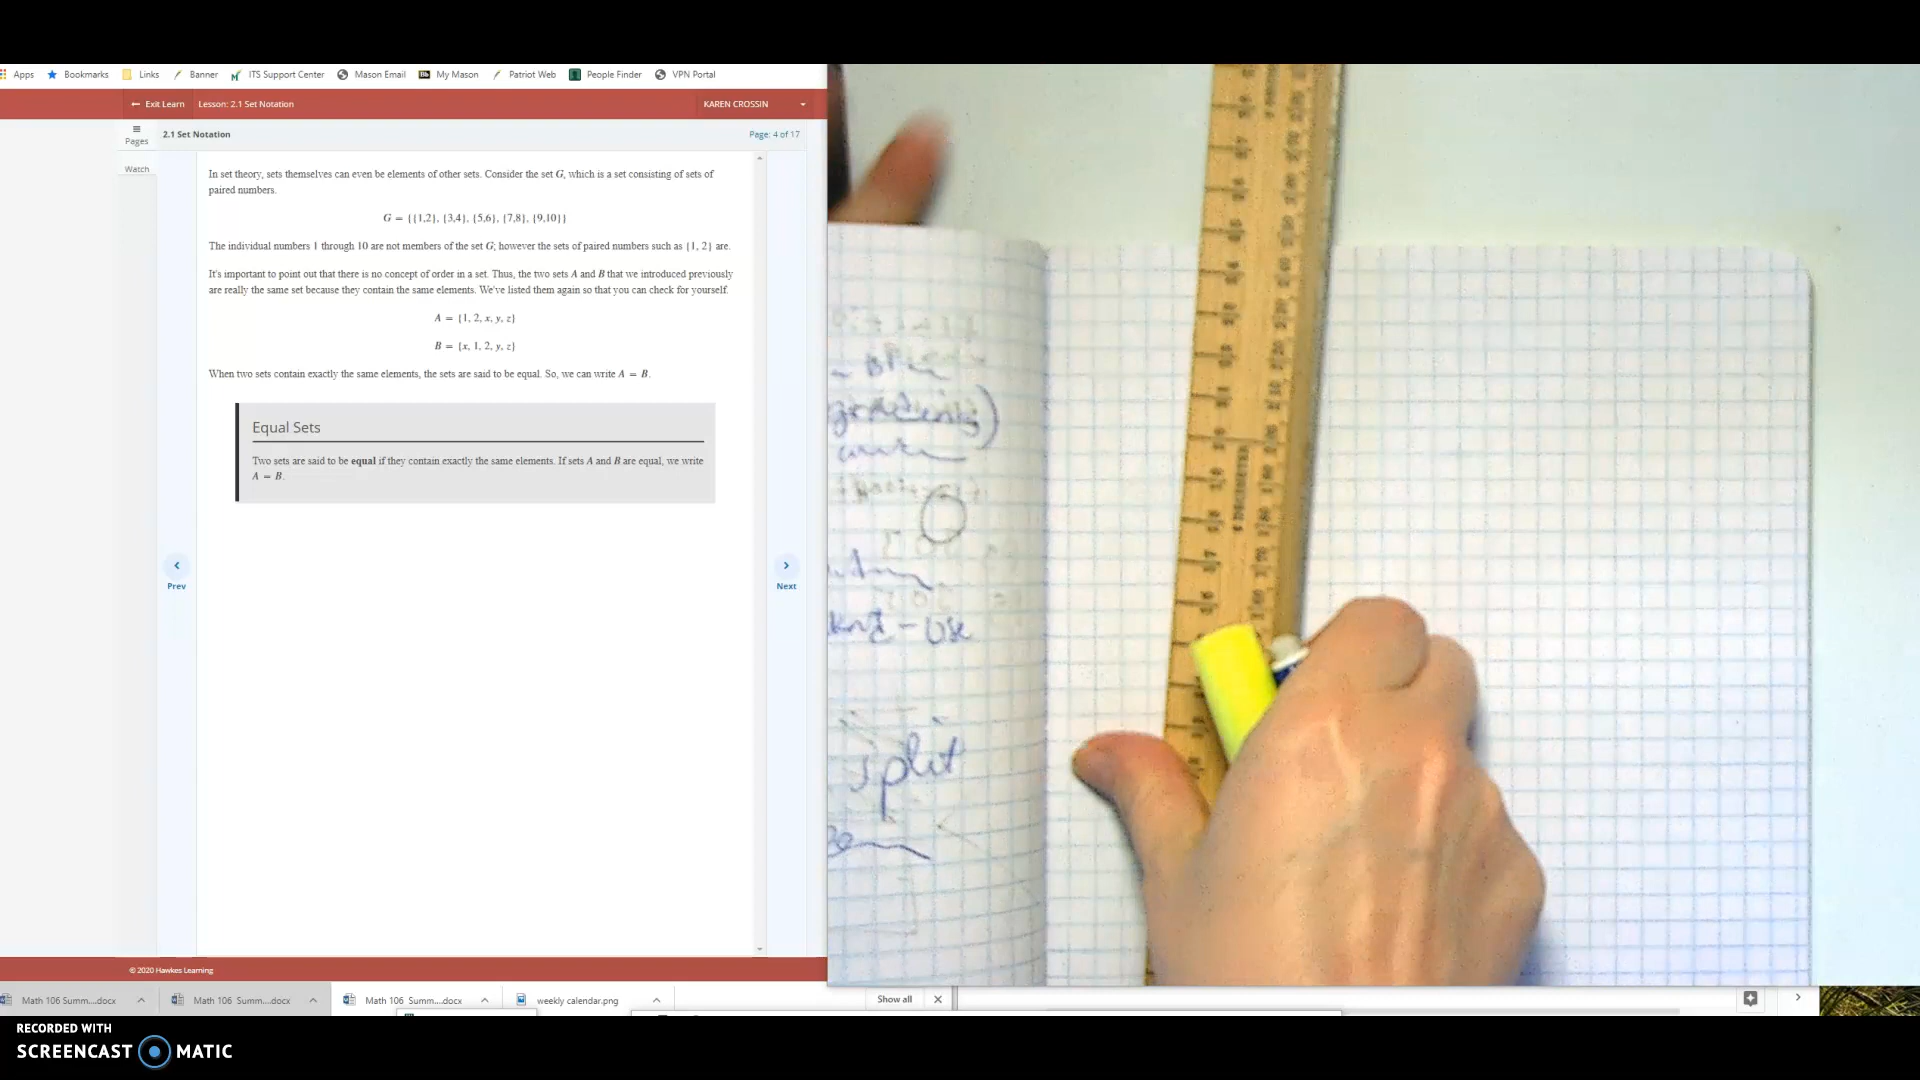 Apps Bookmarks Links Banner ITS Support Center Mason Email Bb My Mason Patriot Web People Finder VPN Portal
← Exit Learn Lesson: 2.1 Set Notation KAREN CROSSIN
Pages
2.1 Set Notation Page: 4 of 17
Watch
In set theory, sets themselves can even be elements of other sets. Consider the set G, which is a set consisting of sets of
paired numbers.
G = {{1,2}, {3,4}, {5,6}, {7,8}, {9,10}}
The individual numbers 1 through 10 are not members of the set G; however the sets of paired numbers such as {1, 2} are.
It's important to point out that there is no concept of order in a set. Thus, the two sets A and B that we introduced previously
are really the same set because they contain the same elements. We've listed them again so that you can check for yourself.
A = {1, 2, x, y, z}
B = {x, 1, 2, y, z}
When two sets contain exactly the same elements, the sets are said to be equal. So, we can write A = B.
Equal Sets
Two sets are said to be equal if they contain exactly the same elements. If sets A and B are equal, we write
A = B.
Prev
Next
© 2020 Hawkes Learning
Math 106 Summ....docx Math 106 Summ....docx Math 106 Summ....docx weekly calendar.png Show all
- Use
split
1 DECIMETER
RECORDED WITH
SCREENCAST MATIC